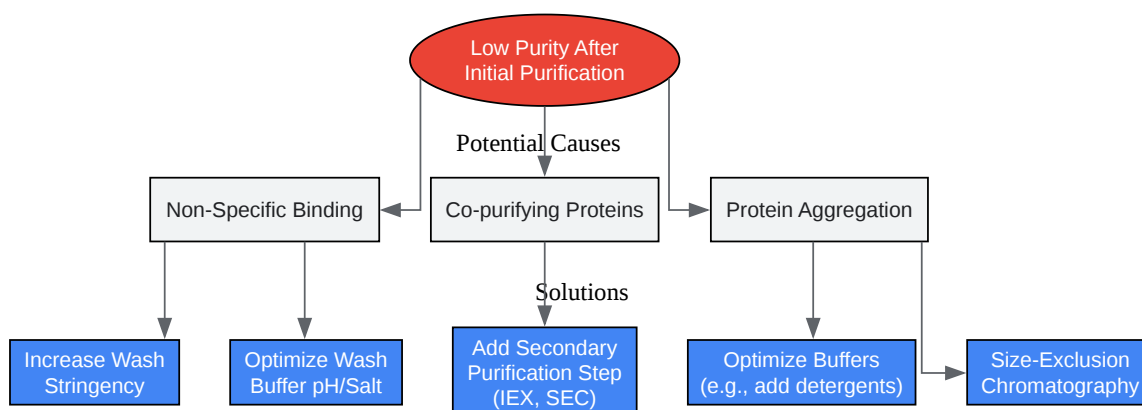 Low Purity After
Initial Purification
Potential Causes
Non-Specific Binding
Co-purifying Proteins
Protein Aggregation
Solutions
Increase Wash
Stringency
Optimize Wash
Buffer pH/Salt
Add Secondary
Purification Step
(IEX, SEC)
Optimize Buffers
(e.g., add detergents)
Size-Exclusion
Chromatography